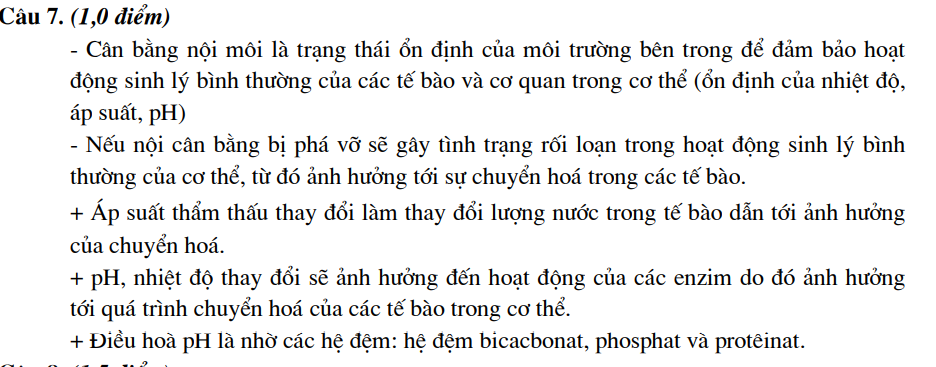 Câu 7. (1,0 điểm)
- Cân bằng nội môi là trạng thái ổn định của môi trường bên trong để đảm bảo hoạt
động sinh lý bình thường của các tế bào và cơ quan trong cơ thể (ổn định của nhiệt độ,
áp suất, pH)
- Nếu nội cân bằng bị phá vỡ sẽ gây tình trạng rối loạn trong hoạt động sinh lý bình
thường của cơ thể, từ đó ảnh hưởng tới sự chuyển hoá trong các tế bào.
+ Áp suất thẩm thấu thay đổi làm thay đổi lượng nước trong tế bào dẫn tới ảnh hưởng
của chuyển hoá.
+ pH, nhiệt độ thay đổi sẽ ảnh hưởng đến hoạt động của các enzim do đó ảnh hưởng
tới quá trình chuyển hoá của các tế bào trong cơ thể.
+ Điều hoà pH là nhờ các hệ đệm: hệ đệm bicacbonat, phosphat và protêinat.